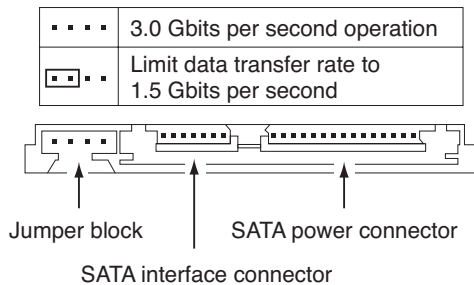 3.0 Gbits per second operation
Limit data transfer rate to
1.5 Gbits per second
Jumper block
SATA power connector
SATA interface connector